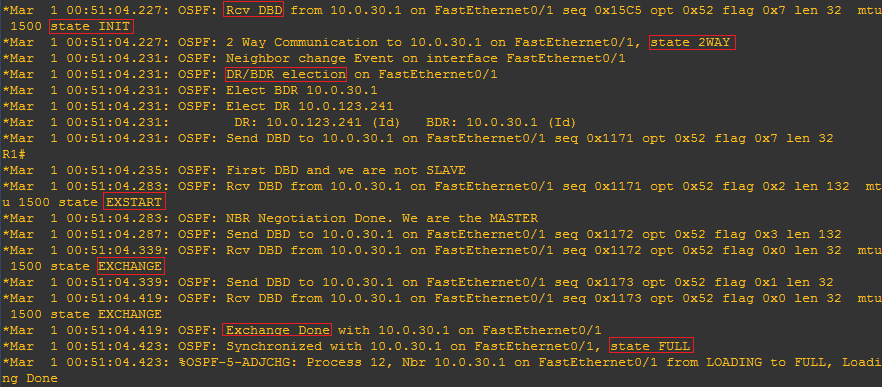 *Mar  1 00:51:04.227: OSPF: Rcv DBD from 10.0.30.1 on FastEthernet0/1 seq 0x15C5 opt 0x52 flag 0x7 len 32  mtu
 1500 state INIT
*Mar  1 00:51:04.227: OSPF: 2 Way Communication to 10.0.30.1 on FastEthernet0/1, state 2WAY
*Mar  1 00:51:04.231: OSPF: Neighbor change Event on interface FastEthernet0/1
*Mar  1 00:51:04.231: OSPF: DR/BDR election on FastEthernet0/1
*Mar  1 00:51:04.231: OSPF: Elect BDR 10.0.30.1
*Mar  1 00:51:04.231: OSPF: Elect DR 10.0.123.241
*Mar  1 00:51:04.231:        DR: 10.0.123.241 (Id)   BDR: 10.0.30.1 (Id)
*Mar  1 00:51:04.231: OSPF: Send DBD to 10.0.30.1 on FastEthernet0/1 seq 0x1171 opt 0x52 flag 0x7 len 32
R1#
*Mar  1 00:51:04.235: OSPF: First DBD and we are not SLAVE
*Mar  1 00:51:04.283: OSPF: Rcv DBD from 10.0.30.1 on FastEthernet0/1 seq 0x1171 opt 0x52 flag 0x2 len 132  mt
u 1500 state EXSTART
*Mar  1 00:51:04.283: OSPF: NBR Negotiation Done. We are the MASTER
*Mar  1 00:51:04.287: OSPF: Send DBD to 10.0.30.1 on FastEthernet0/1 seq 0x1172 opt 0x52 flag 0x3 len 132
*Mar  1 00:51:04.339: OSPF: Rcv DBD from 10.0.30.1 on FastEthernet0/1 seq 0x1172 opt 0x52 flag 0x0 len 32  mtu
 1500 state EXCHANGE
*Mar  1 00:51:04.339: OSPF: Send DBD to 10.0.30.1 on FastEthernet0/1 seq 0x1173 opt 0x52 flag 0x1 len 32
*Mar  1 00:51:04.419: OSPF: Rcv DBD from 10.0.30.1 on FastEthernet0/1 seq 0x1173 opt 0x52 flag 0x0 len 32  mtu
 1500 state EXCHANGE
*Mar  1 00:51:04.419: OSPF: Exchange Done with 10.0.30.1 on FastEthernet0/1
*Mar  1 00:51:04.423: OSPF: Synchronized with 10.0.30.1 on FastEthernet0/1, state FULL
*Mar  1 00:51:04.423: %OSPF-5-ADJCHG: Process 12, Nbr 10.0.30.1 on FastEthernet0/1 from LOADING to FULL, Loadi
ng Done